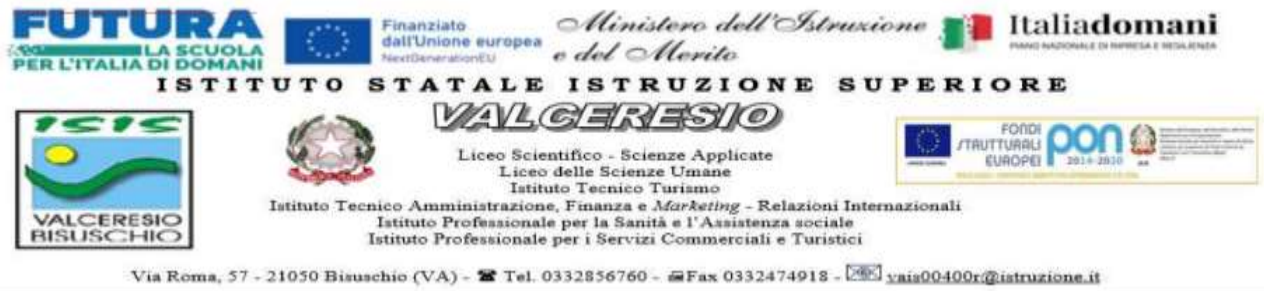 FUTURA
LA SCUOLA
PER L'ITALIA DI DOMANI
Finanziato
dall'Unione europea
NextGenerationEU
Ministero dell'Istruzione
e del Merito
Italiadomani
PIANO NAZIONALE DI RIPRESA E RESILIENZA
ISTITUTO STATALE ISTRUZIONE SUPERIORE
VALCERESIO
ISIS
VALCERESIO
BISUSCHIO
Liceo Scientifico - Scienze Applicate
Liceo delle Scienze Umane
Istituto Tecnico Turismo
Istituto Tecnico Amministrazione, Finanza e Marketing - Relazioni Internazionali
Istituto Professionale per la Sanità e l'Assistenza sociale
Istituto Professionale per i Servizi Commerciali e Turistici
FONDI
STRUTTURALI
EUROPEI
pon
2014-2020
Via Roma, 57 - 21050 Bisuschio (VA) - ☎ Tel. 0332856760 - Fax 0332474918 - vais00400r@istruzione.it